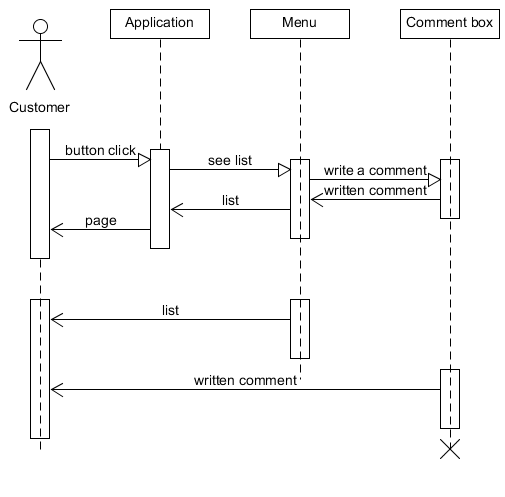 Application
Menu
Comment box
Customer
button click
see list
write a comment
written comment
list
page
list
written comment